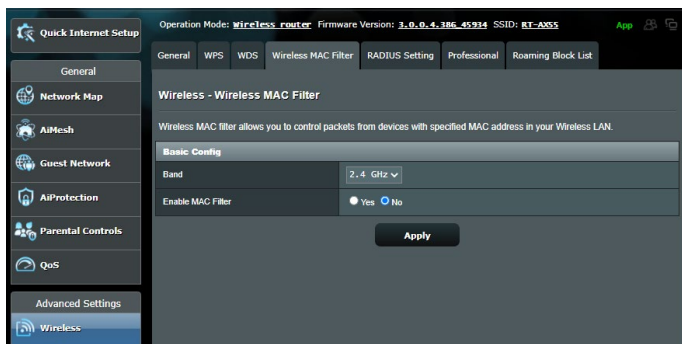 Quick Internet Setup
Operation Mode: Wireless router Firmware Version: 3.0.0.4.386_45934 SSID: RT-AX55 App
General WPS WDS Wireless MAC Filter RADIUS Setting Professional Roaming Block List
General
Network Map
AiMesh
Guest Network
AiProtection
Parental Controls
QoS
Advanced Settings
Wireless
Wireless - Wireless MAC Filter
Wireless MAC filter allows you to control packets from devices with specified MAC address in your Wireless LAN.
Basic Config
Band 2.4 GHz
Enable MAC Filter Yes No
Apply